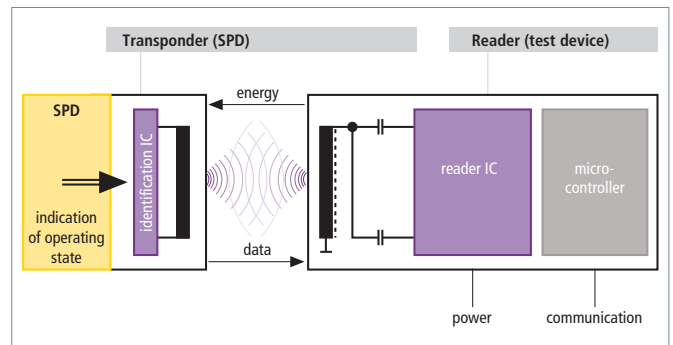 Transponder (SPD)
Reader (test device)
SPD
energy
identification IC
reader IC
micro-
controller
indication
of operating
state
data
power
communication